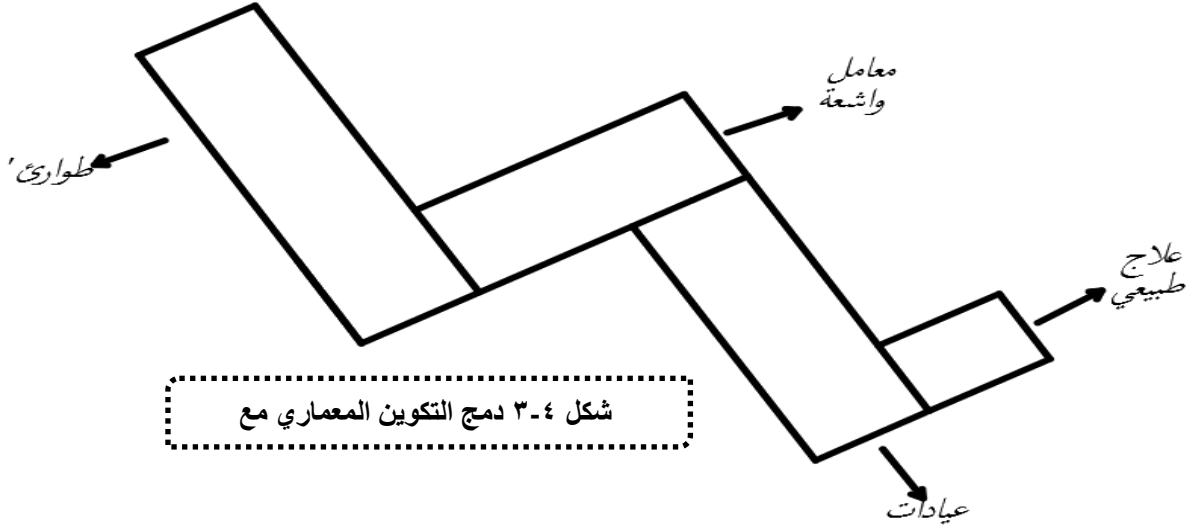 معامل
واشعة
طوارئ'
علاج
طبيعي
شكل ٤-٣ دمج التكوين المعماري مع
عيادات